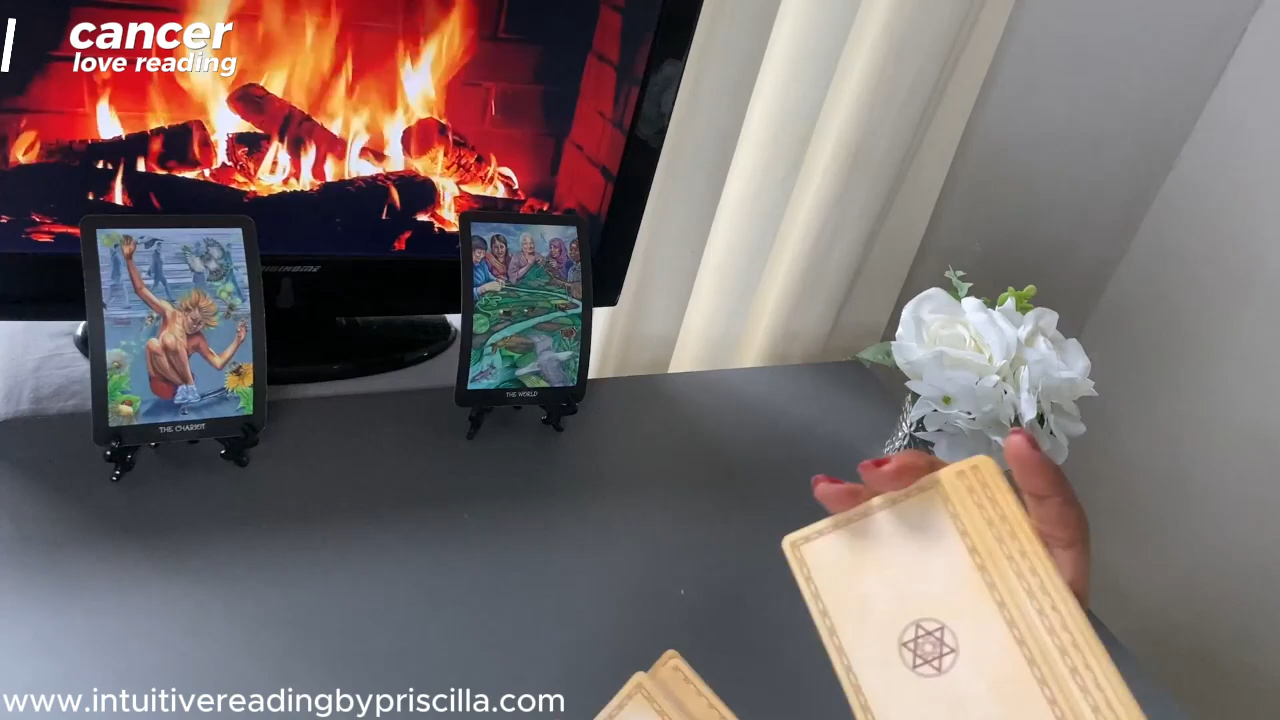 cancer
love reading
THE CHARIOT
THE WORLD
www.intuitivereadingbypriscilla.com